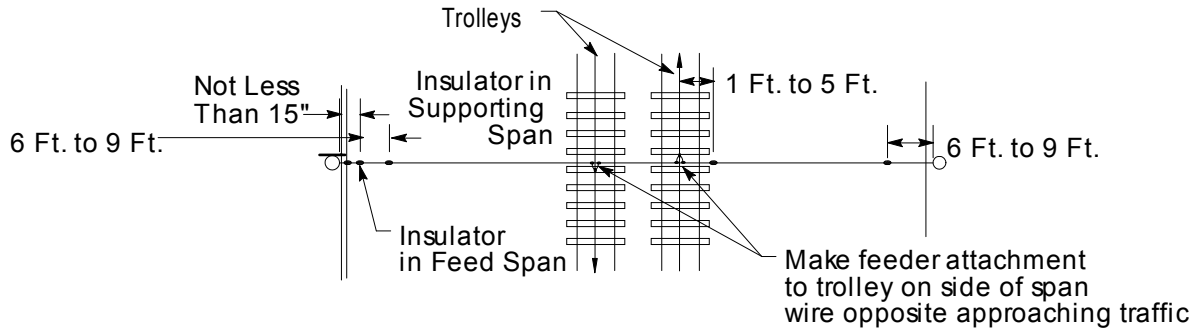 Trolleys
Not Less
Than 15"
Insulator in
Supporting
Span
1 Ft. to 5 Ft.
6 Ft. to 9 Ft.
6 Ft. to 9 Ft.
Insulator
in Feed Span
Make feeder attachment
to trolley on side of span
wire opposite approaching traffic